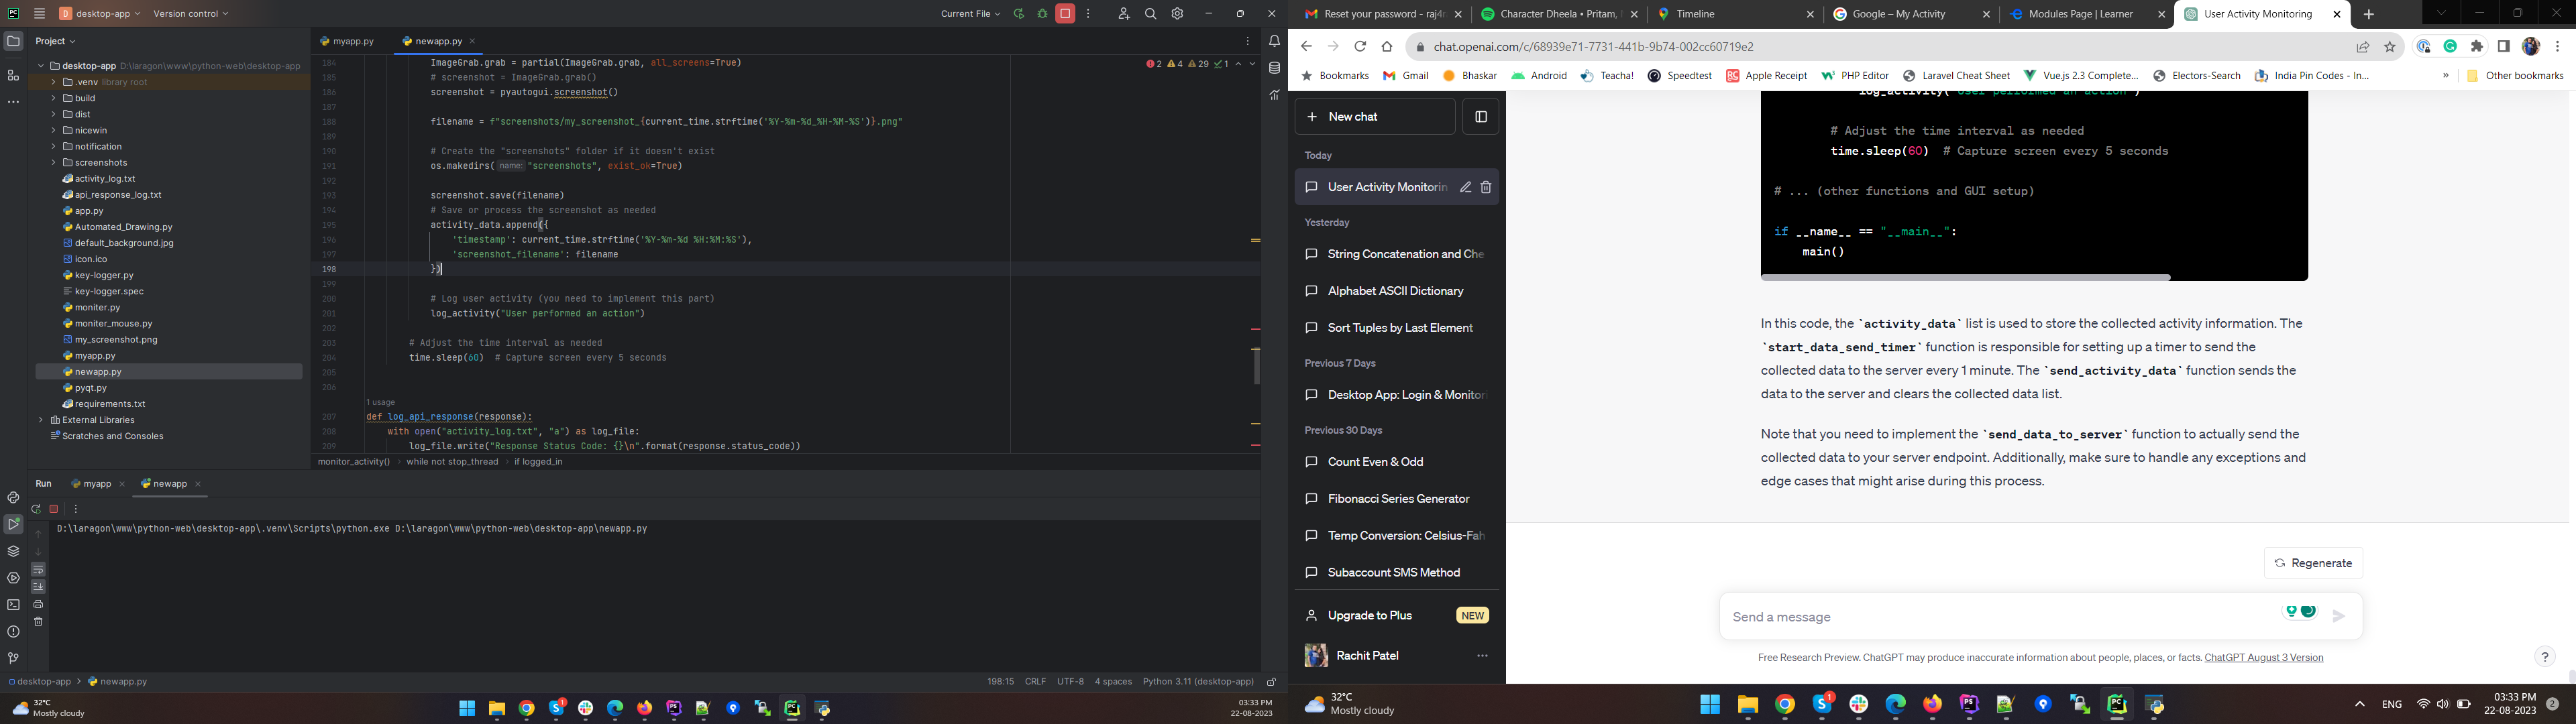 desktop-app
Version control
Current File
Project
desktop-app D:\laragon\www\python-web\desktop-app
.venv library root
build
dist
nicewin
notification
screenshots
activity_log.txt
api_response_log.txt
app.py
Automated_Drawing.py
default_background.jpg
icon.ico
key-logger.py
key-logger.spec
moniter.py
moniter_mouse.py
my_screenshot.png
myapp.py
newapp.py
pyqt.py
requirements.txt
External Libraries
Scratches and Consoles
myapp.py
newapp.py
2 4 29 1
184 ImageGrab.grab = partial(ImageGrab.grab, all_screens=True)
185 # screenshot = ImageGrab.grab()
186 screenshot = pyautogui.screenshot()
187
188 filename = f"screenshots/my_screenshot_{current_time.strftime('%Y-%m-%d_%H-%M-%S')}.png"
189
190 # Create the "screenshots" folder if it doesn't exist
191 os.makedirs( name: "screenshots", exist_ok=True)
192
193 screenshot.save(filename)
194 # Save or process the screenshot as needed
195 activity_data.append({
196 'timestamp': current_time.strftime('%Y-%m-%d %H:%M:%S'),
197 'screenshot_filename': filename
198 })
199
200 # Log user activity (you need to implement this part)
201 log_activity("User performed an action")
202
203 # Adjust the time interval as needed
204 time.sleep(60) # Capture screen every 5 seconds
205
206
1 usage
207 def log_api_response(response):
208 with open("activity_log.txt", "a") as log_file:
209 log_file.write("Response Status Code: {}\n".format(response.status_code))
monitor_activity() › while not stop_thread › if logged_in
Run
myapp
newapp
D:\laragon\www\python-web\desktop-app\.venv\Scripts\python.exe D:\laragon\www\python-web\desktop-app\newapp.py
desktop-app › newapp.py
198:15 CRLF UTF-8 4 spaces Python 3.11 (desktop-app)
32°C
Mostly cloudy
03:33 PM
22-08-2023
Reset your password - raj4r
Character Dheela • Pritam,
Timeline
Google – My Activity
Modules Page | Learner
User Activity Monitoring
chat.openai.com/c/68939e71-7731-441b-9b74-002cc60719e2
Bookmarks
Gmail
Bhaskar
Android
Teacha!
Speedtest
Apple Receipt
PHP Editor
Laravel Cheat Sheet
Vue.js 2.3 Complete...
Electors-Search
India Pin Codes - In...
»
Other bookmarks
New chat
Today
User Activity Monitorin
Yesterday
String Concatenation and Che
Alphabet ASCII Dictionary
Sort Tuples by Last Element
Previous 7 Days
Desktop App: Login & Monitori
Previous 30 Days
Count Even & Odd
Fibonacci Series Generator
Temp Conversion: Celsius-Fah
Subaccount SMS Method
Upgrade to Plus
NEW
Rachit Patel
log_activity("User performed an action")
# Adjust the time interval as needed
time.sleep(60) # Capture screen every 5 seconds
# ... (other functions and GUI setup)
if __name__ == "__main__":
main()
In this code, the `activity_data` list is used to store the collected activity information. The
`start_data_send_timer` function is responsible for setting up a timer to send the
collected data to the server every 1 minute. The `send_activity_data` function sends the
data to the server and clears the collected data list.
Note that you need to implement the `send_data_to_server` function to actually send the
collected data to your server endpoint. Additionally, make sure to handle any exceptions and
edge cases that might arise during this process.
Regenerate
Send a message
Free Research Preview. ChatGPT may produce inaccurate information about people, places, or facts. ChatGPT August 3 Version
?
32°C
Mostly cloudy
ENG
03:33 PM
22-08-2023
2